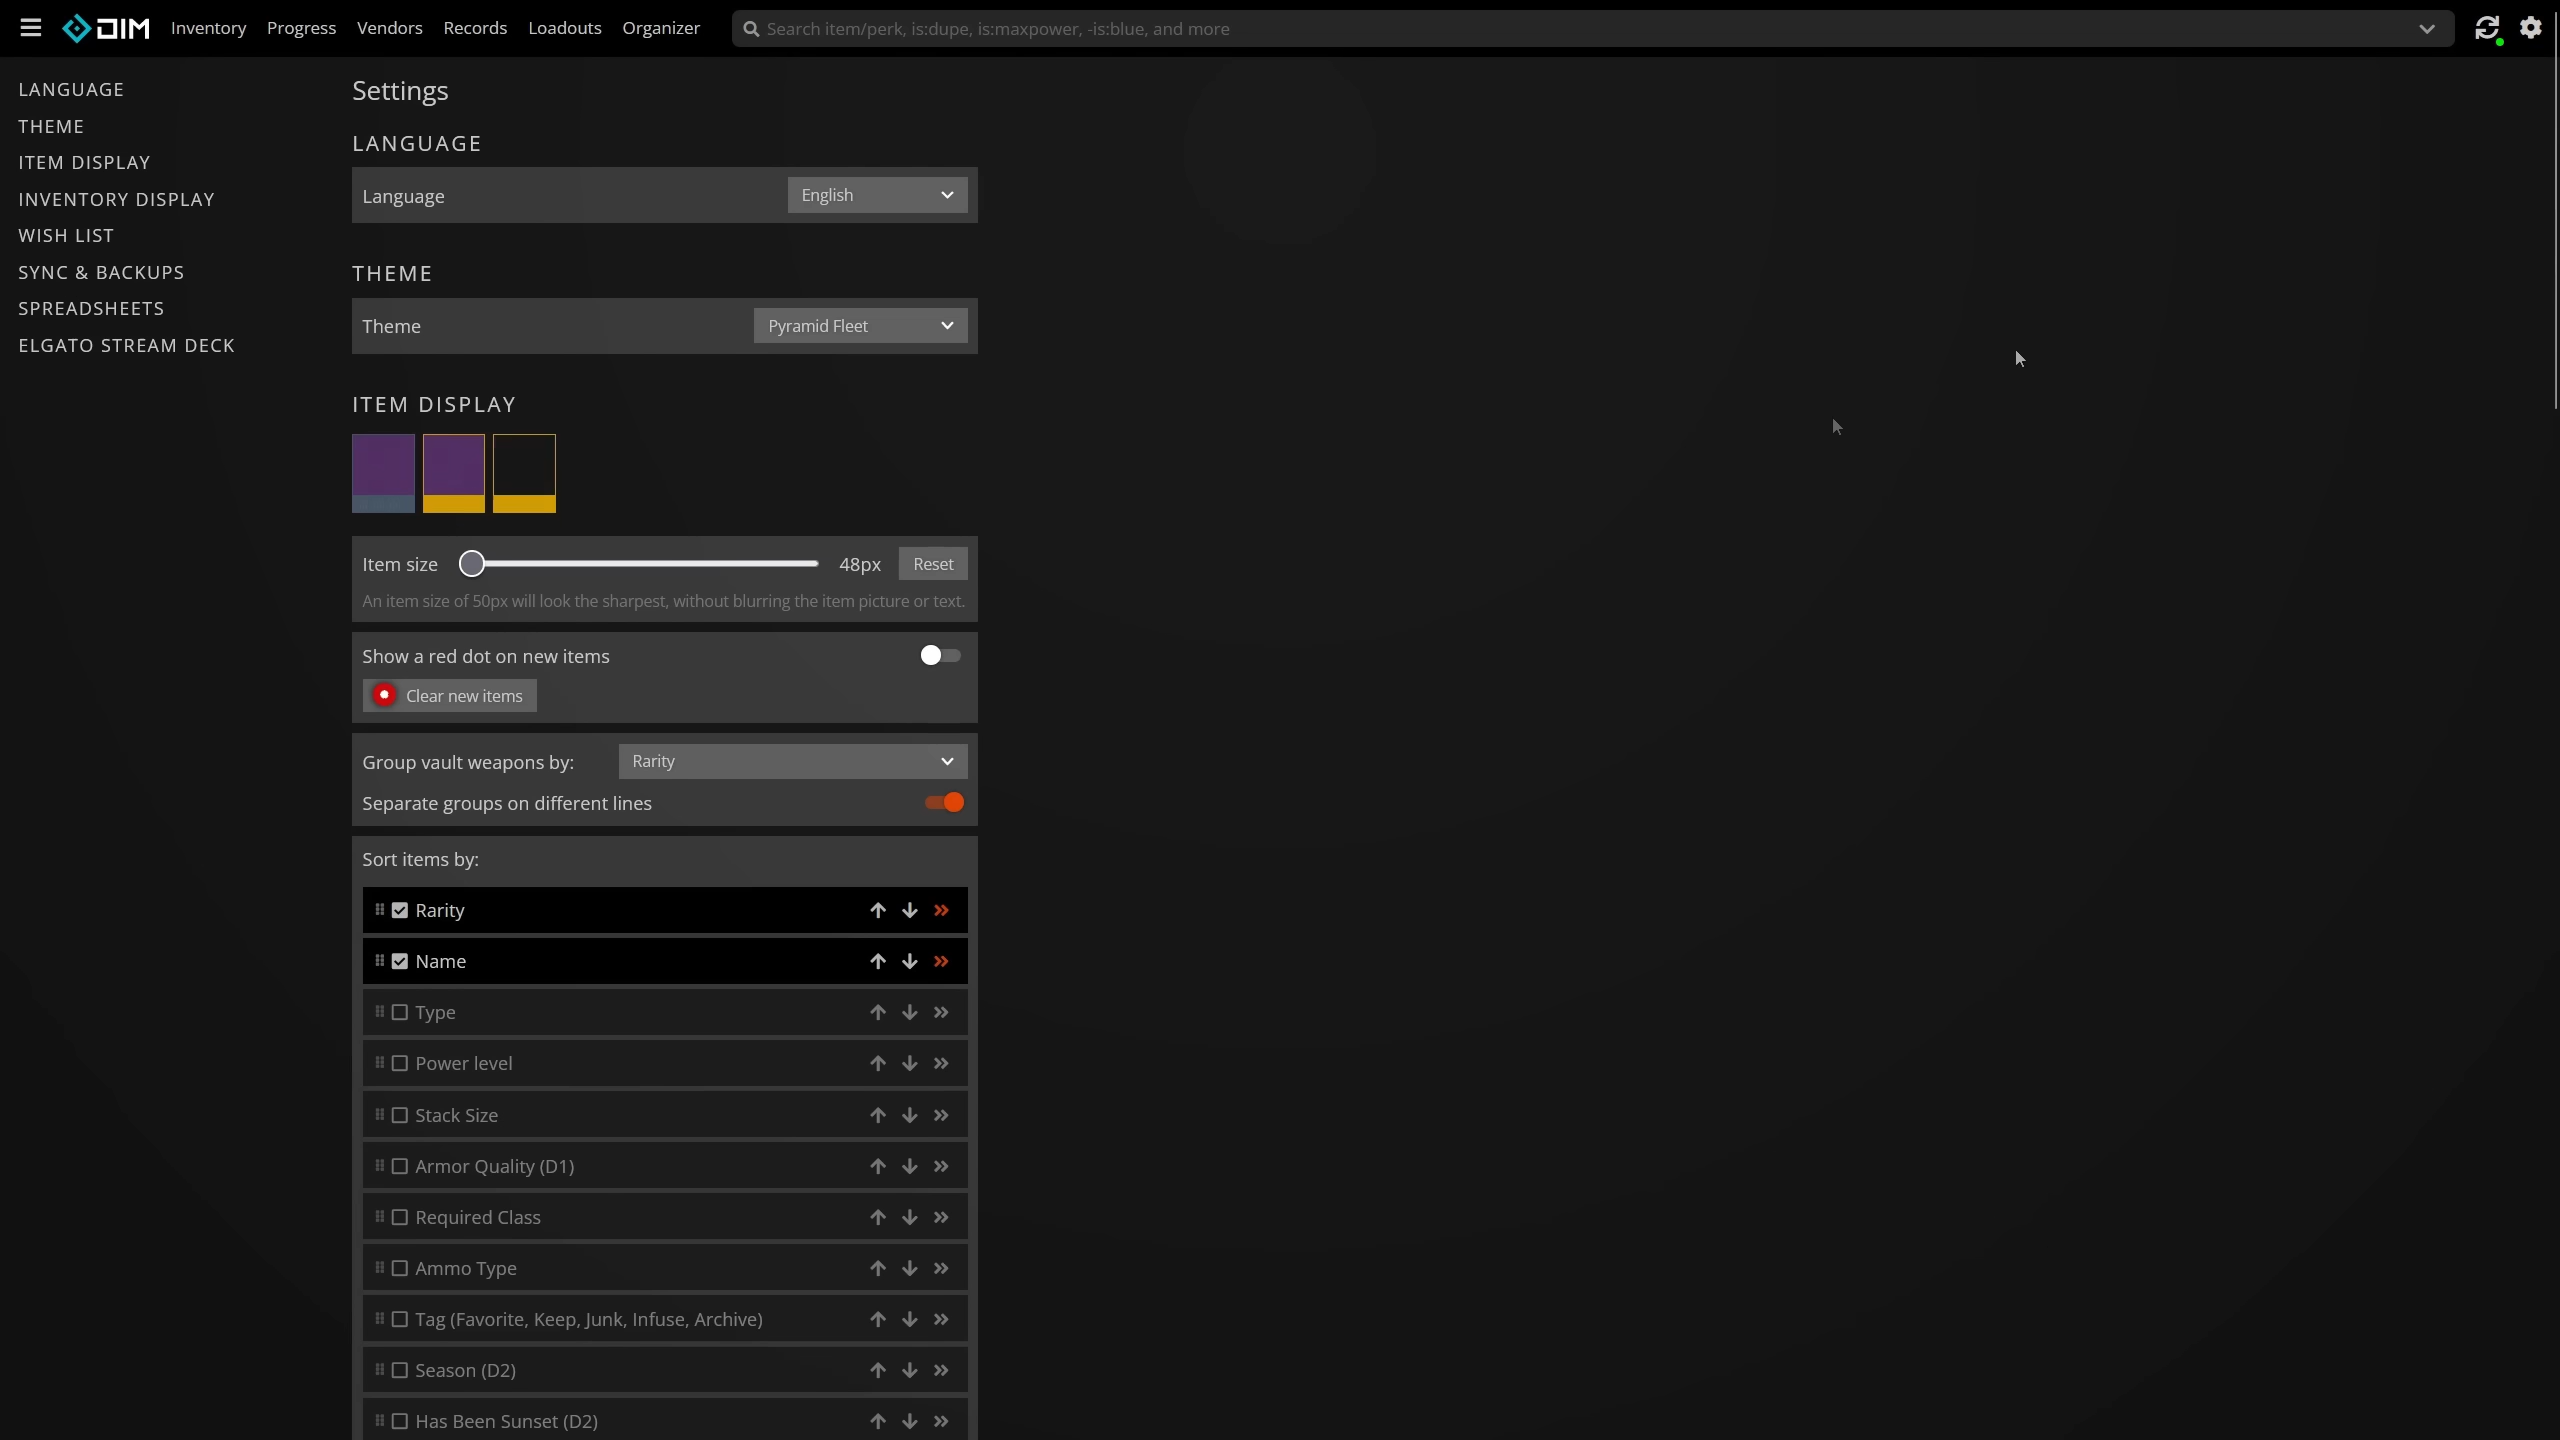 DIM Inventory Progress Vendors Records Loadouts Organizer Search item/perk, is:dupe, is:maxpower, -is:blue, and more
LANGUAGE
THEME
ITEM DISPLAY
INVENTORY DISPLAY
WISH LIST
SYNC & BACKUPS
SPREADSHEETS
ELGATO STREAM DECK
Settings
LANGUAGE
Language English
THEME
Theme Pyramid Fleet
ITEM DISPLAY
Item size 48px Reset
An item size of 50px will look the sharpest, without blurring the item picture or text.
Show a red dot on new items
Clear new items
Group vault weapons by: Rarity
Separate groups on different lines
Sort items by:
Rarity
Name
Type
Power level
Stack Size
Armor Quality (D1)
Required Class
Ammo Type
Tag (Favorite, Keep, Junk, Infuse, Archive)
Season (D2)
Has Been Sunset (D2)